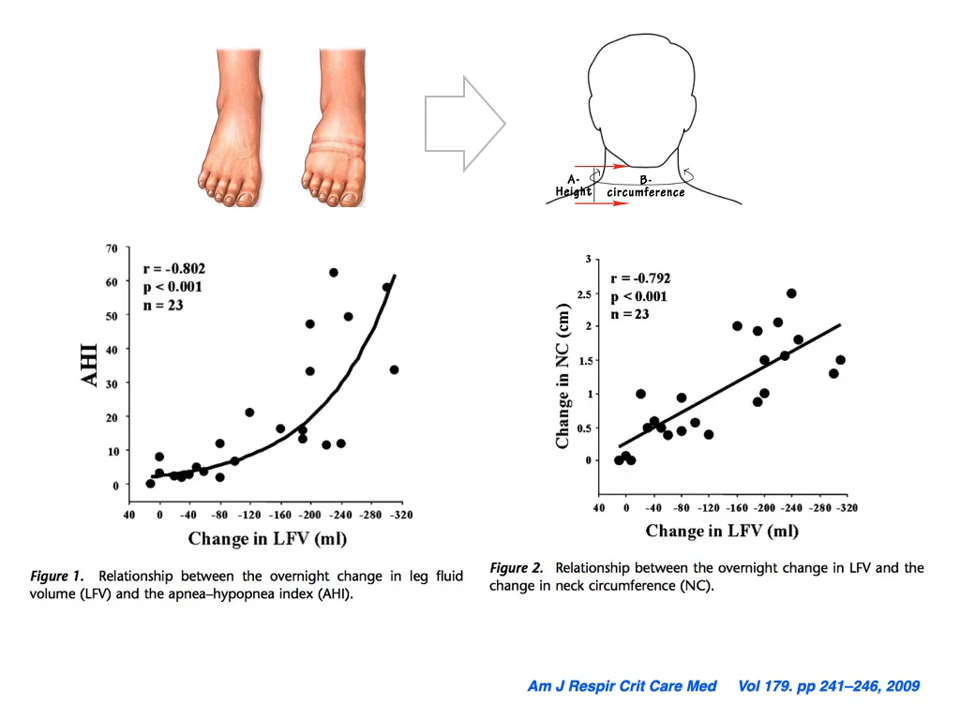 A-
Height
B-
circumference
70
60
50
40
30
20
10
0
AHI
r = -0.802
p < 0.001
n = 23
40 0 -40 -80 -120 -160 -200 -240 -280 -320
Change in LFV (ml)
Figure 1. Relationship between the overnight change in leg fluid
volume (LFV) and the apnea–hypopnea index (AHI).
3
2.5
2
1.5
1
0.5
0
Change in NC (cm)
r = -0.792
p < 0.001
n = 23
40 0 -40 -80 -120 -160 -200 -240 -280 -320
Change in LFV (ml)
Figure 2. Relationship between the overnight change in LFV and the
change in neck circumference (NC).
Am J Respir Crit Care Med Vol 179. pp 241–246, 2009